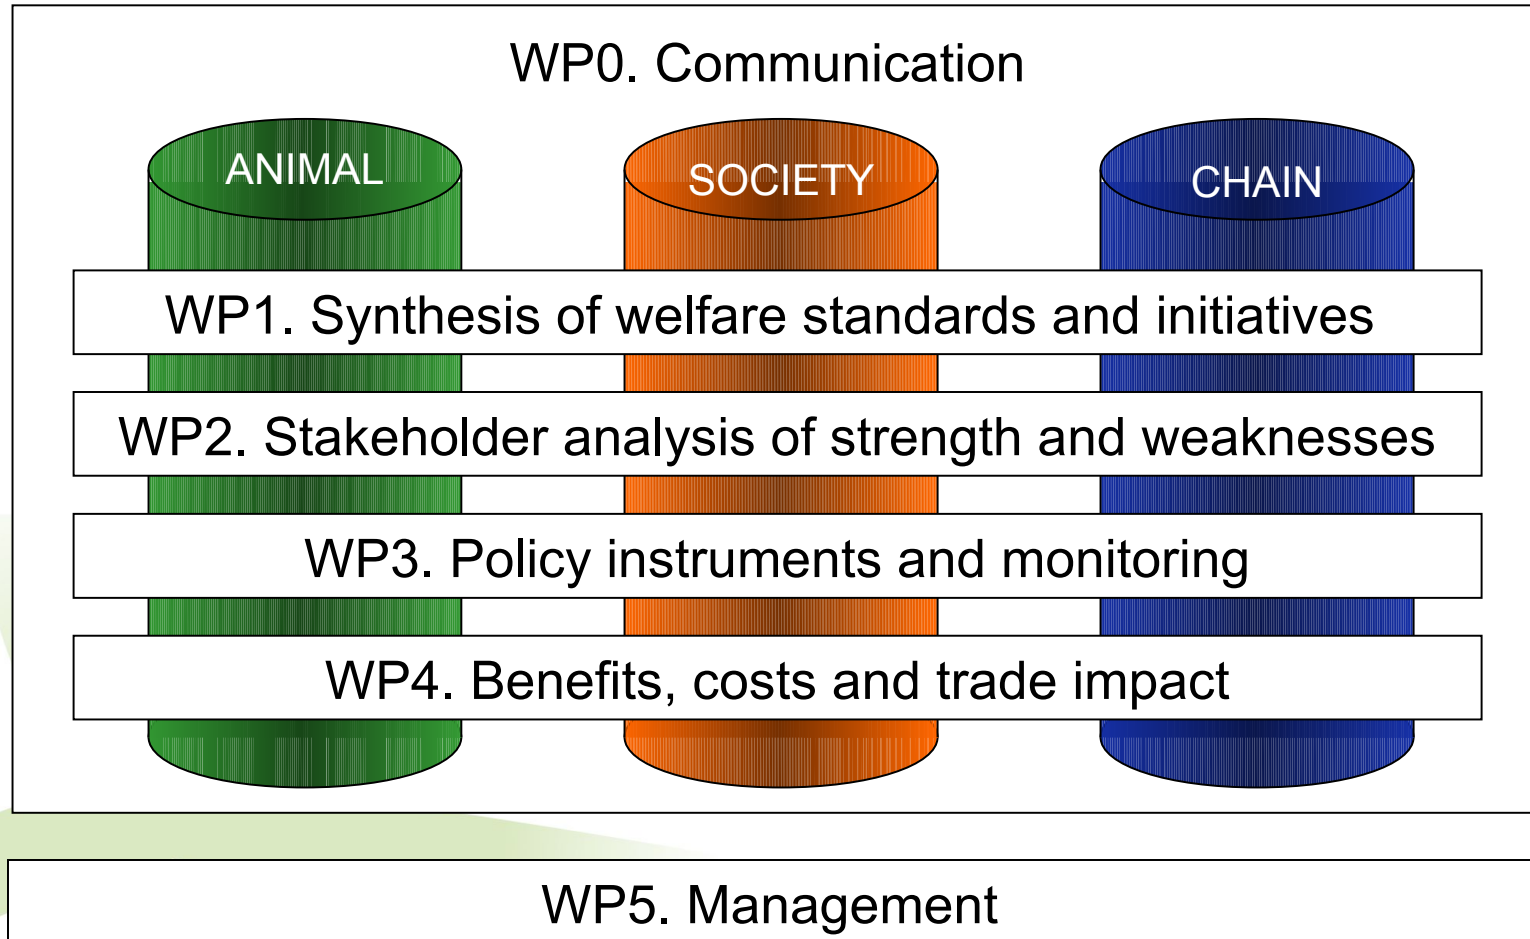 WP0. Communication
ANIMAL
SOCIETY
CHAIN
WP1. Synthesis of welfare standards and initiatives
WP2. Stakeholder analysis of strength and weaknesses
WP3. Policy instruments and monitoring
WP4. Benefits, costs and trade impact
WP5. Management